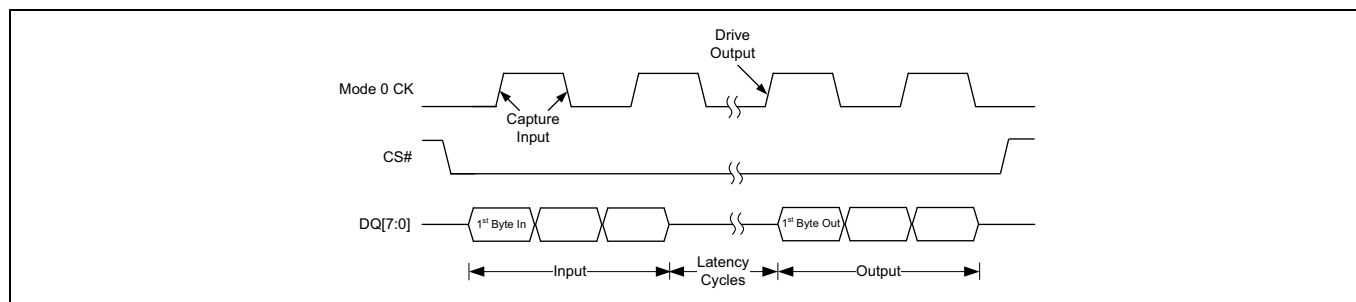 Drive
Output
Mode 0 CK
Capture
Input
CS#
DQ[7:0]
1st Byte In
1st Byte Out
Input
Latency
Cycles
Output